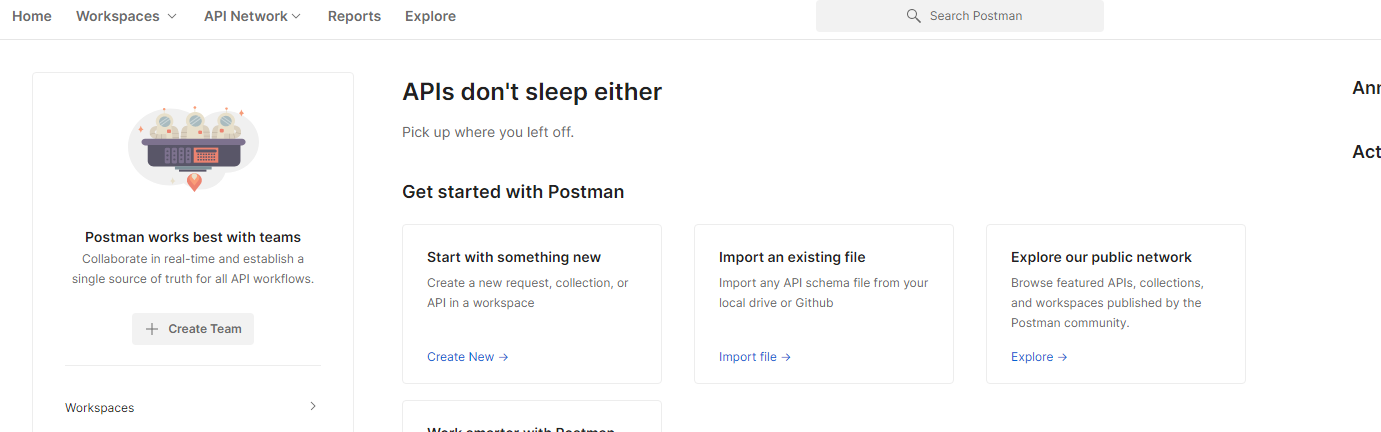 Home Workspaces API Network Reports Explore Search Postman
Postman works best with teams
Collaborate in real-time and establish a
single source of truth for all API workflows.
Create Team
Workspaces
APIs don't sleep either
Pick up where you left off.
Get started with Postman
Start with something new
Create a new request, collection, or
API in a workspace
Create New →
Import an existing file
Import any API schema file from your
local drive or Github
Import file →
Explore our public network
Browse featured APIs, collections,
and workspaces published by the
Postman community.
Explore →
Work smarter with Postman
Ann
Act